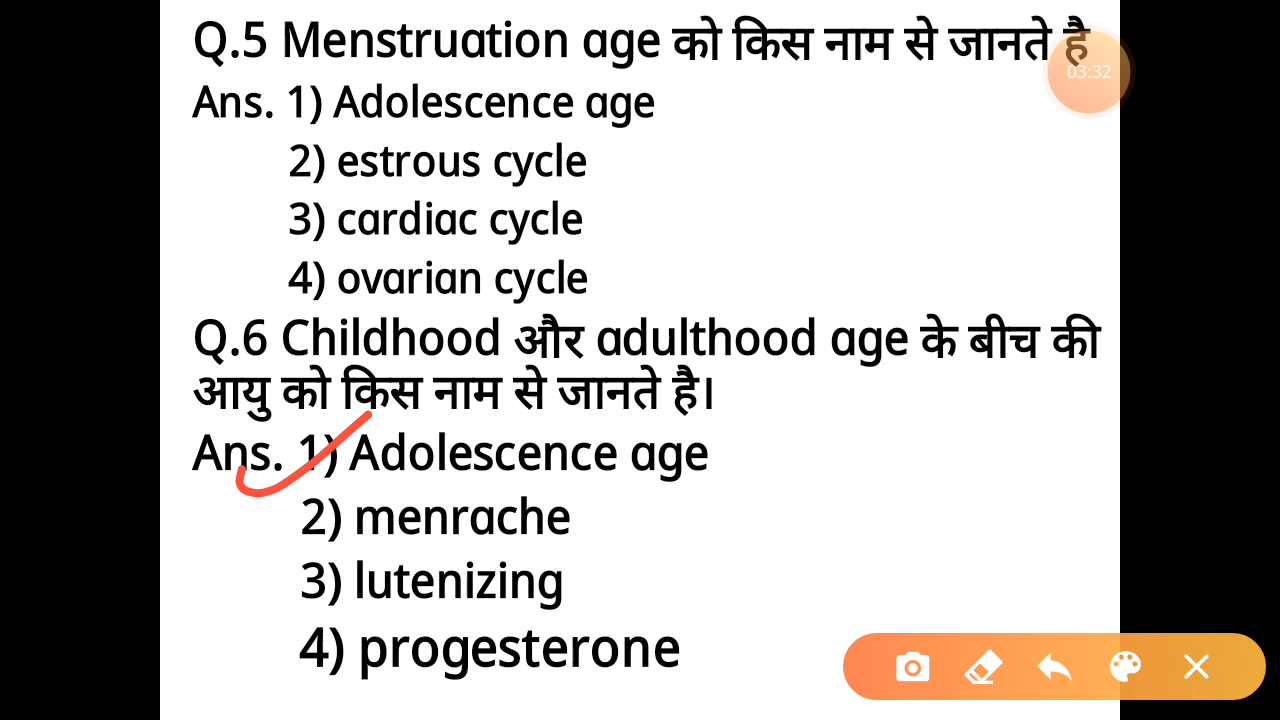 Q.5 Menstruation age को किस नाम से जानते है
03:32
Ans. 1) Adolescence age
2) estrous cycle
3) cardiac cycle
4) ovarian cycle
Q.6 Childhood और adulthood age के बीच की
आयु को किस नाम से जानते है।
Ans. 1) Adolescence age
2) menrache
3) lutenizing
4) progesterone